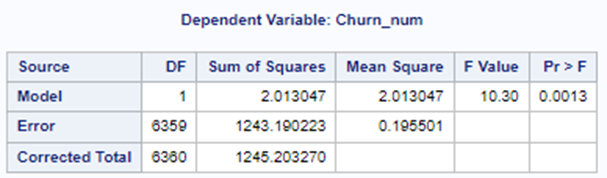 Dependent Variable: Churn_num
Source DF Sum of Squares Mean Square F Value Pr > F
Model 1 2.013047 2.013047 10.30 0.0013
Error 6359 1243.190223 0.195501
Corrected Total 6360 1245.203270